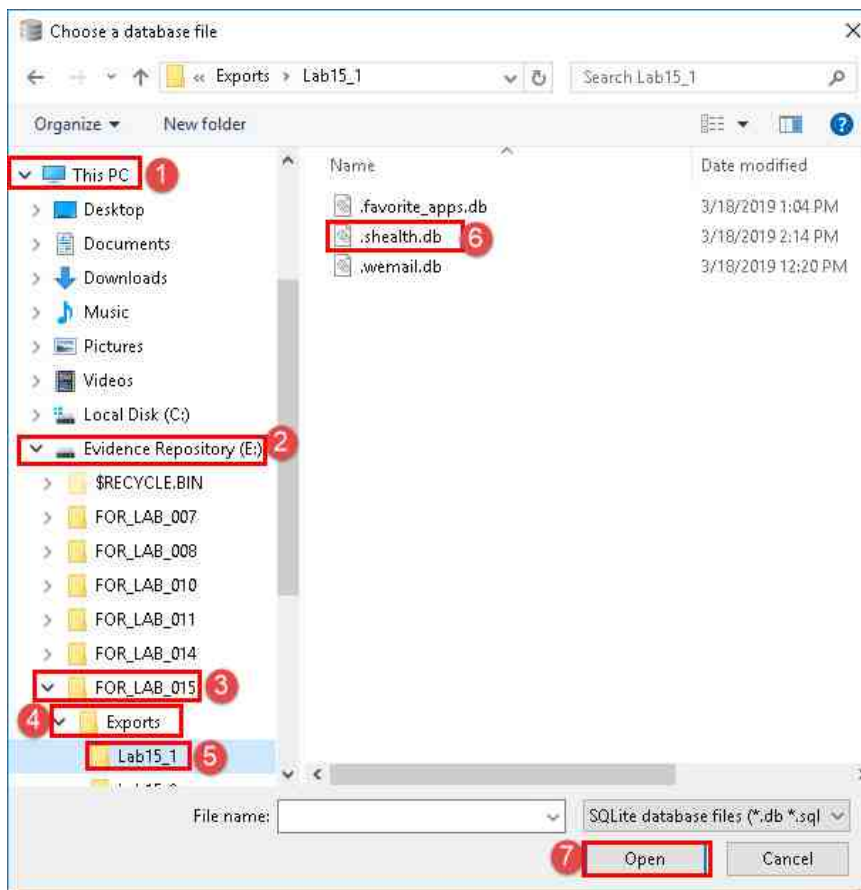 Choose a database file
« Exports > Lab15_1
Search Lab15_1
Organize
New folder
This PC 1
Desktop
Documents
Downloads
Music
Pictures
Videos
Local Disk (C:)
Evidence Repository (E:) 2
$RECYCLE.BIN
FOR_LAB_007
FOR_LAB_008
FOR_LAB_010
FOR_LAB_011
FOR_LAB_014
FOR_LAB_015 3
4 Exports
Lab15_1 5
Name
Date modified
.favorite_apps.db
3/18/2019 1:04 PM
.shealth.db 6
3/18/2019 2:14 PM
.wemail.db
3/18/2019 12:20 PM
File name:
SQLite database files (*.db *.sql
7 Open
Cancel